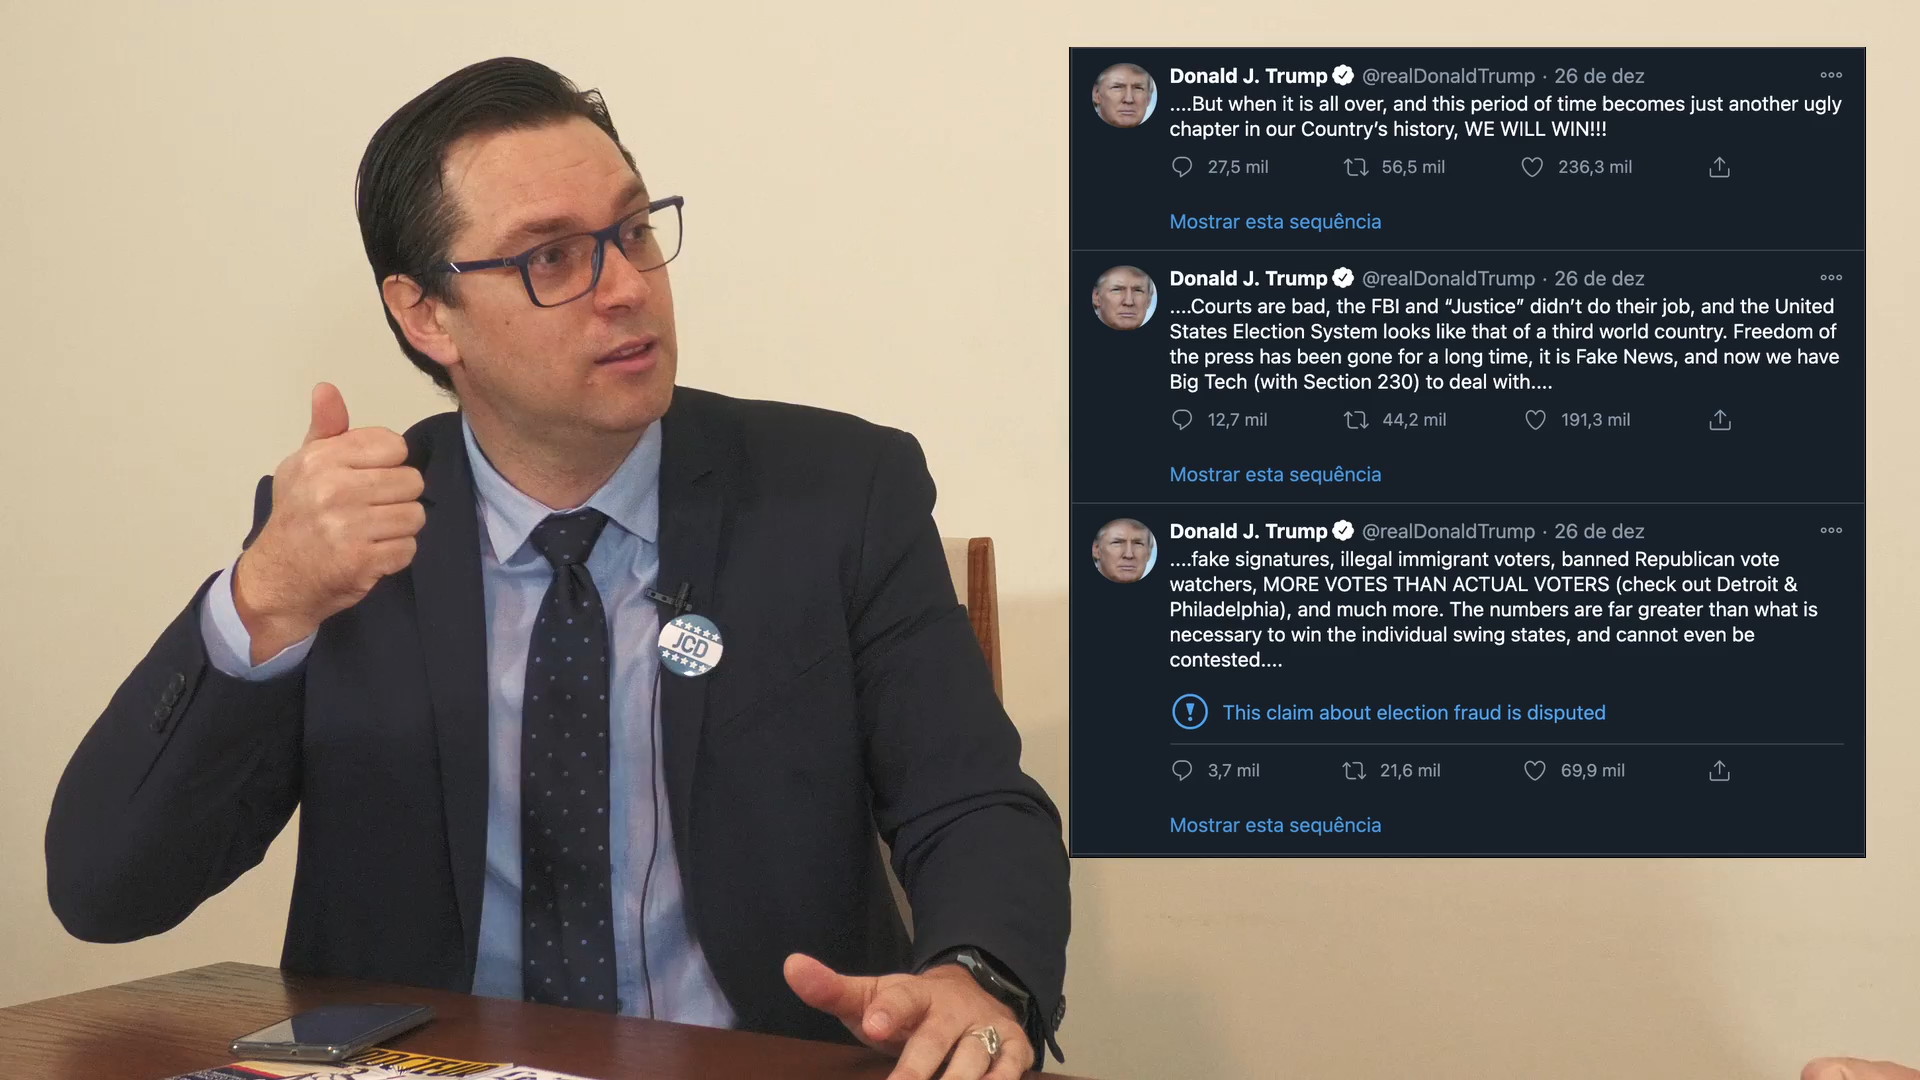 Donald J. Trump @realDonaldTrump · 26 de dez
....But when it is all over, and this period of time becomes just another ugly
chapter in our Country’s history, WE WILL WIN!!!
27,5 mil 56,5 mil 236,3 mil
Mostrar esta sequência
Donald J. Trump @realDonaldTrump · 26 de dez
....Courts are bad, the FBI and “Justice” didn’t do their job, and the United
States Election System looks like that of a third world country. Freedom of
the press has been gone for a long time, it is Fake News, and now we have
Big Tech (with Section 230) to deal with....
12,7 mil 44,2 mil 191,3 mil
Mostrar esta sequência
Donald J. Trump @realDonaldTrump · 26 de dez
....fake signatures, illegal immigrant voters, banned Republican vote
watchers, MORE VOTES THAN ACTUAL VOTERS (check out Detroit &
Philadelphia), and much more. The numbers are far greater than what is
necessary to win the individual swing states, and cannot even be
contested....
This claim about election fraud is disputed
3,7 mil 21,6 mil 69,9 mil
Mostrar esta sequência
JCD